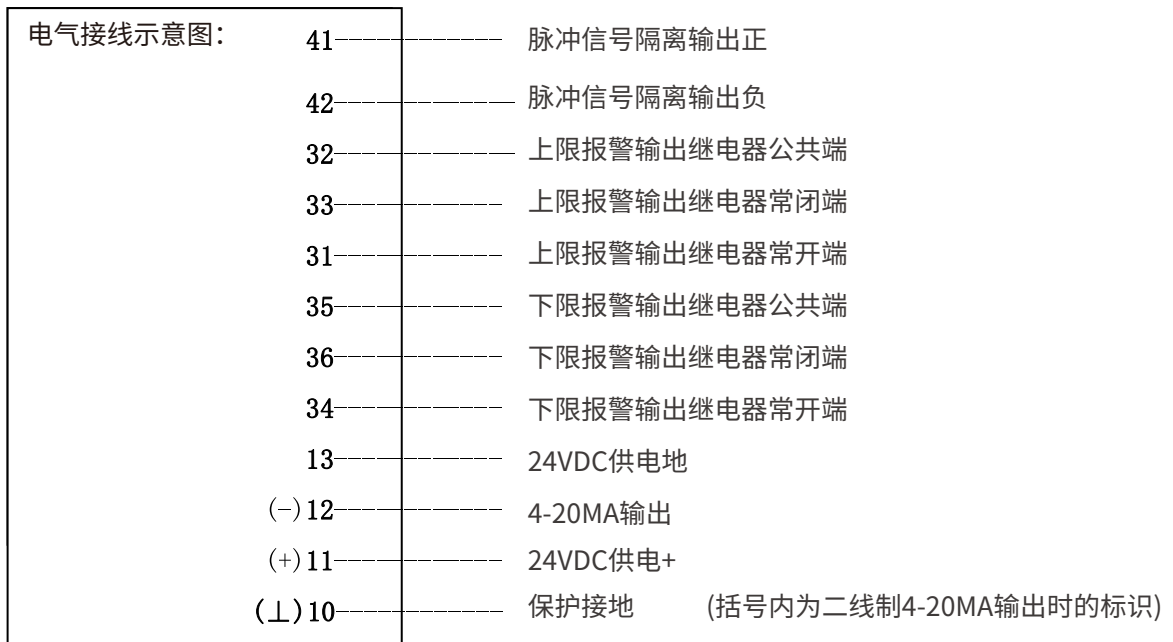 电气接线示意图：
41 脉冲信号隔离输出正
42 脉冲信号隔离输出负
32 上限报警输出继电器公共端
33 上限报警输出继电器常闭端
31 上限报警输出继电器常开端
35 下限报警输出继电器公共端
36 下限报警输出继电器常闭端
34 下限报警输出继电器常开端
13 24VDC供电地
(−)12 4-20MA输出
(+)11 24VDC供电+
(⊥)10 保护接地 (括号内为二线制4-20MA输出时的标识)